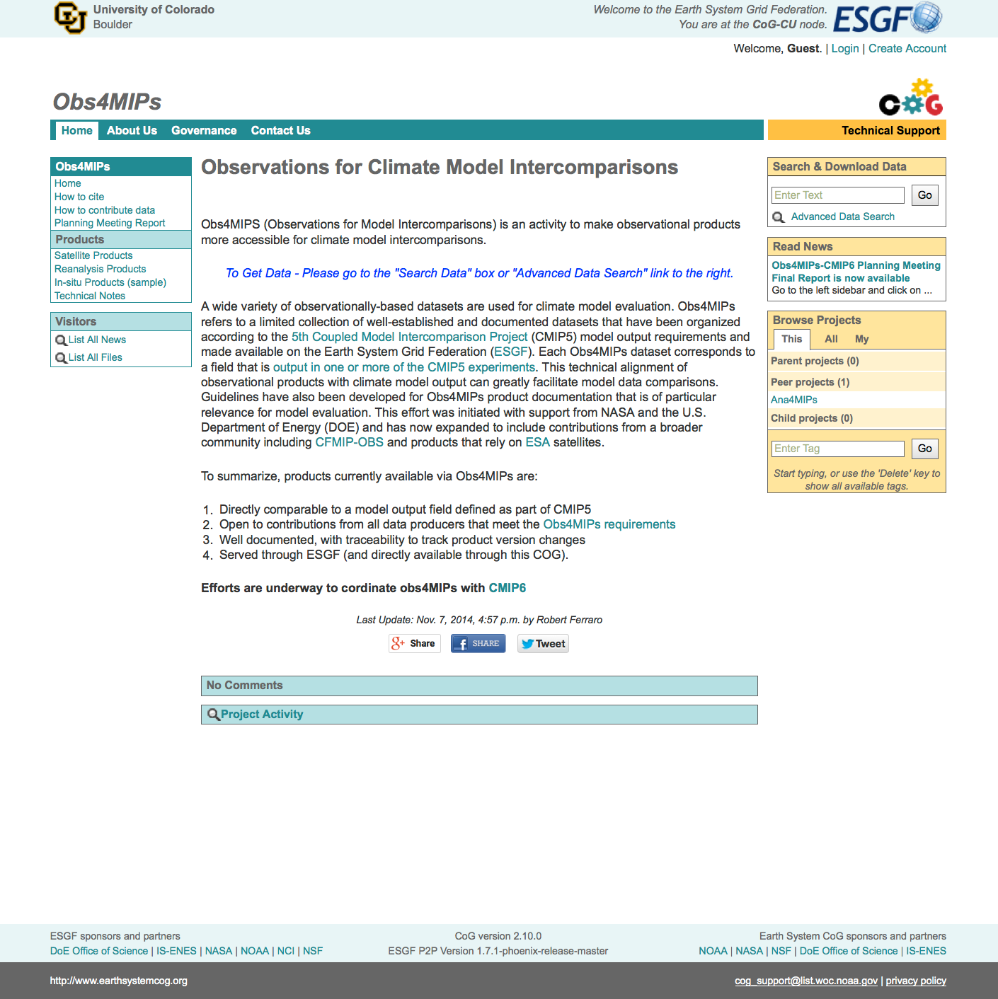 University of Colorado
Boulder
Welcome to the Earth System Grid Federation.
You are at the CoG-CU node.
ESGF
Welcome, Guest. | Login | Create Account
Obs4MIPs
COG
Home About Us Governance Contact Us
Technical Support
Obs4MIPs
Home
How to cite
How to contribute data
Planning Meeting Report
Products
Satellite Products
Reanalysis Products
In-situ Products (sample)
Technical Notes
Visitors
List All News
List All Files
Observations for Climate Model Intercomparisons
Obs4MIPS (Observations for Model Intercomparisons) is an activity to make observational products
more accessible for climate model intercomparisons.
To Get Data - Please go to the "Search Data" box or "Advanced Data Search" link to the right.
A wide variety of observationally-based datasets are used for climate model evaluation. Obs4MIPs
refers to a limited collection of well-established and documented datasets that have been organized
according to the 5th Coupled Model Intercomparison Project (CMIP5) model output requirements and
made available on the Earth System Grid Federation (ESGF). Each Obs4MIPs dataset corresponds to
a field that is output in one or more of the CMIP5 experiments. This technical alignment of
observational products with climate model output can greatly facilitate model data comparisons.
Guidelines have also been developed for Obs4MIPs product documentation that is of particular
relevance for model evaluation. This effort was initiated with support from NASA and the U.S.
Department of Energy (DOE) and has now expanded to include contributions from a broader
community including CFMIP-OBS and products that rely on ESA satellites.
To summarize, products currently available via Obs4MIPs are:
1. Directly comparable to a model output field defined as part of CMIP5
2. Open to contributions from all data producers that meet the Obs4MIPs requirements
3. Well documented, with traceability to track product version changes
4. Served through ESGF (and directly available through this COG).
Efforts are underway to cordinate obs4MIPs with CMIP6
Last Update: Nov. 7, 2014, 4:57 p.m. by Robert Ferraro
g+ Share
f SHARE
Tweet
No Comments
Project Activity
Search & Download Data
Enter Text
Go
Advanced Data Search
Read News
Obs4MIPs-CMIP6 Planning Meeting
Final Report is now available
Go to the left sidebar and click on ...
Browse Projects
This All My
Parent projects (0)
Peer projects (1)
Ana4MIPs
Child projects (0)
Enter Tag
Go
Start typing, or use the 'Delete' key to
show all available tags.
ESGF sponsors and partners
DoE Office of Science | IS-ENES | NASA | NOAA | NCI | NSF
CoG version 2.10.0
ESGF P2P Version 1.7.1-phoenix-release-master
Earth System CoG sponsors and partners
NOAA | NASA | NSF | DoE Office of Science | IS-ENES
http://www.earthsystemcog.org
cog_support@list.woc.noaa.gov | privacy policy